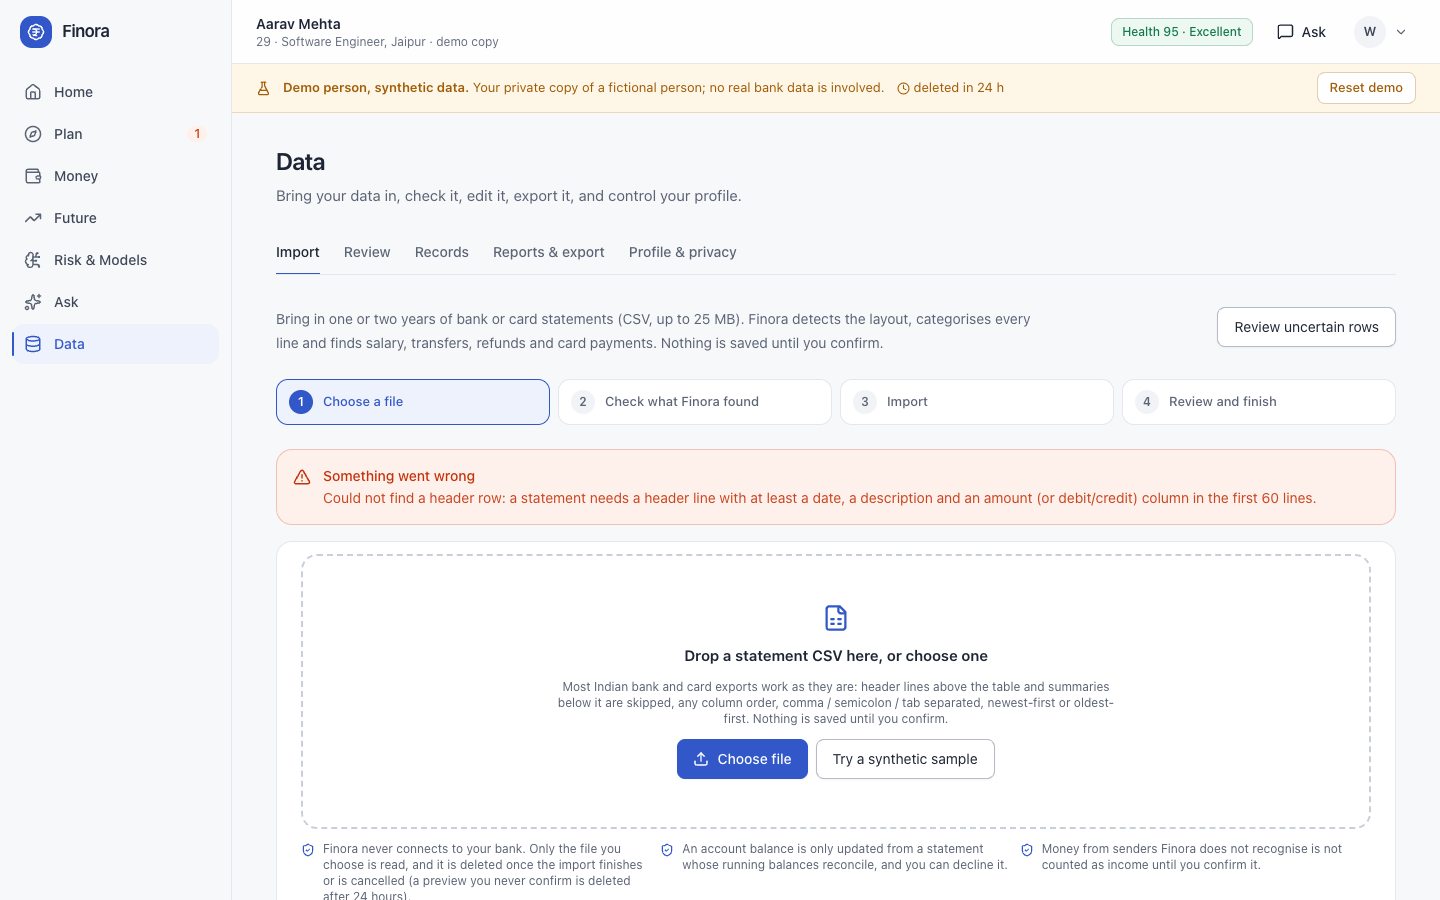 Finora
Home
Plan
1
Money
Future
Risk & Models
Ask
Data
Aarav Mehta
29 · Software Engineer, Jaipur · demo copy
Health 95 · Excellent
Ask
W
Demo person, synthetic data. Your private copy of a fictional person; no real bank data is involved. deleted in 24 h
Reset demo
Data
Bring your data in, check it, edit it, export it, and control your profile.
Import Review Records Reports & export Profile & privacy
Bring in one or two years of bank or card statements (CSV, up to 25 MB). Finora detects the layout, categorises every
line and finds salary, transfers, refunds and card payments. Nothing is saved until you confirm.
Review uncertain rows
1 Choose a file
2 Check what Finora found
3 Import
4 Review and finish
Something went wrong
Could not find a header row: a statement needs a header line with at least a date, a description and an amount (or debit/credit) column in the first 60 lines.
Drop a statement CSV here, or choose one
Most Indian bank and card exports work as they are: header lines above the table and summaries
below it are skipped, any column order, comma / semicolon / tab separated, newest-first or oldest-
first. Nothing is saved until you confirm.
Choose file
Try a synthetic sample
Finora never connects to your bank. Only the file you
choose is read, and it is deleted once the import finishes
or is cancelled (a preview you never confirm is deleted
after 24 hours).
An account balance is only updated from a statement
whose running balances reconcile, and you can decline it.
Money from senders Finora does not recognise is not
counted as income until you confirm it.